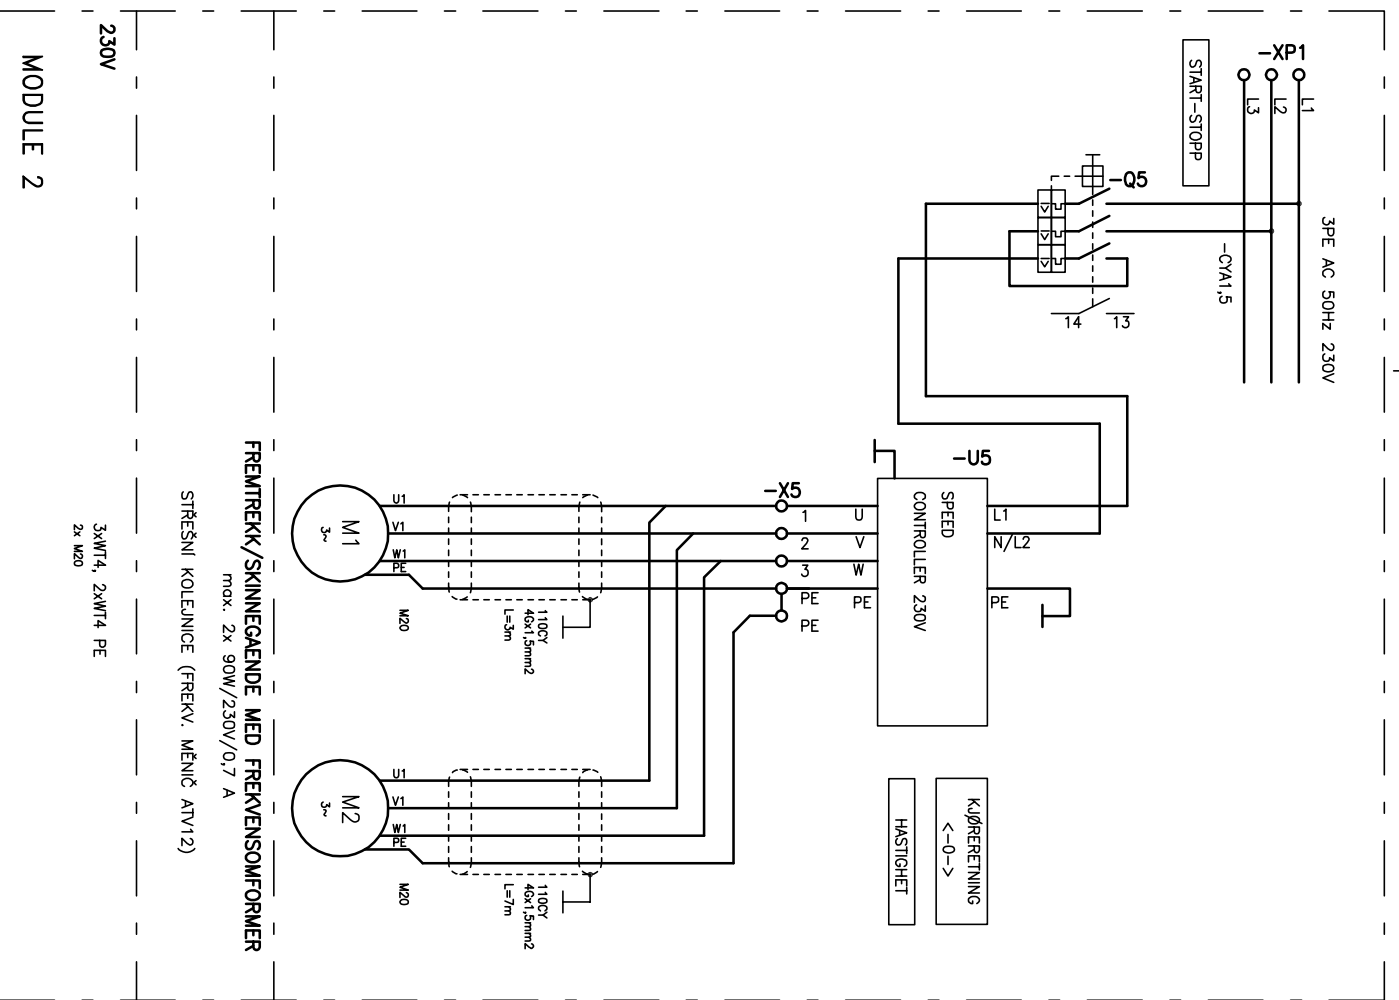 -XP1
L1
L2
L3
3PE AC 50Hz 230V
START-STOPP
-Q5
-CYA1,5
14
13
-U5
SPEED
CONTROLLER 230V
L1
N/L2
PE
U
V
W
PE
-X5
1
2
3
PE
PE
KJØRERETNING
<-0->
HASTIGHET
U1
V1
W1
PE
M1
3~
M20
110CY
4Gx1,5mm2
L=3m
U1
V1
W1
PE
M2
3~
M20
110CY
4Gx1,5mm2
L=7m
FREMTREKK/SKINNEGAENDE MED FREKVENSOMFORMER
max. 2x 90W/230V/0,7 A
STŘEŠNÍ KOLEJNICE (FREKV. MĚNIČ ATV12)
230V
3xWT4, 2xWT4 PE
2x M20
MODULE 2